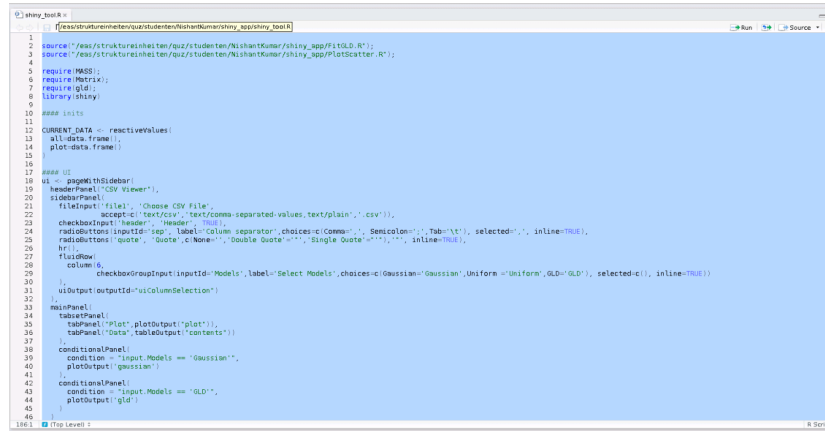 shiny_tool.R ×
/eas/struktureinheiten/quz/studenten/NishantKumar/shiny_app/shiny_tool.R
Run Source
1
2 source("/eas/struktureinheiten/quz/studenten/NishantKumar/shiny_app/FitGLD.R");
3 source("/eas/struktureinheiten/quz/studenten/NishantKumar/shiny_app/PlotScatter.R");
4
5 require(MASS);
6 require(Matrix);
7 require(gld);
8 library(shiny)
9
10 #### inits
11
12 CURRENT_DATA <- reactiveValues(
13 all=data.frame(),
14 plot=data.frame()
15 )
16
17 #### UI
18 ui <- pageWithSidebar(
19 headerPanel("CSV Viewer"),
20 sidebarPanel(
21 fileInput('file1', 'Choose CSV File',
22 accept=c('text/csv','text/comma-separated-values,text/plain','.csv')),
23 checkboxInput('header', 'Header', TRUE),
24 radioButtons(inputId='sep', label='Column separator',choices=c(Comma=',', Semicolon=';',Tab='\t'), selected=',', inline=TRUE),
25 radioButtons('quote', 'Quote',c(None='','Double Quote'='"','Single Quote'="'"),'"', inline=TRUE),
26 hr(),
27 fluidRow(
28 column(6,
29 checkboxGroupInput(inputId='Models',label='Select Models',choices=c(Gaussian='Gaussian',Uniform ='Uniform',GLD='GLD'), selected=c(), inline=TRUE))
30 ),
31 uiOutput(outputId="uiColumnSelection")
32 ),
33 mainPanel(
34 tabsetPanel(
35 tabPanel("Plot",plotOutput("plot")),
36 tabPanel("Data",tableOutput("contents"))
37 ),
38 conditionalPanel(
39 condition = "input.Models == 'Gaussian'",
40 plotOutput('gaussian')
41 ),
42 conditionalPanel(
43 condition = "input.Models == 'GLD'",
44 plotOutput('gld')
45 )
46 )
186:1 (Top Level) R Scri